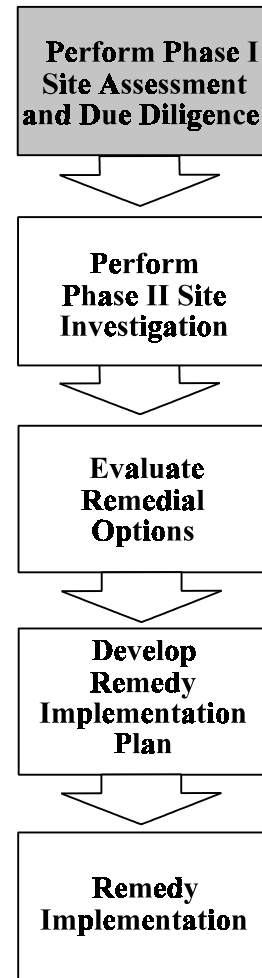 Perform Phase I
Site Assessment
and Due Diligence
Perform
Phase II Site
Investigation
Evaluate
Remedial
Options
Develop
Remedy
Implementation
Plan
Remedy
Implementation